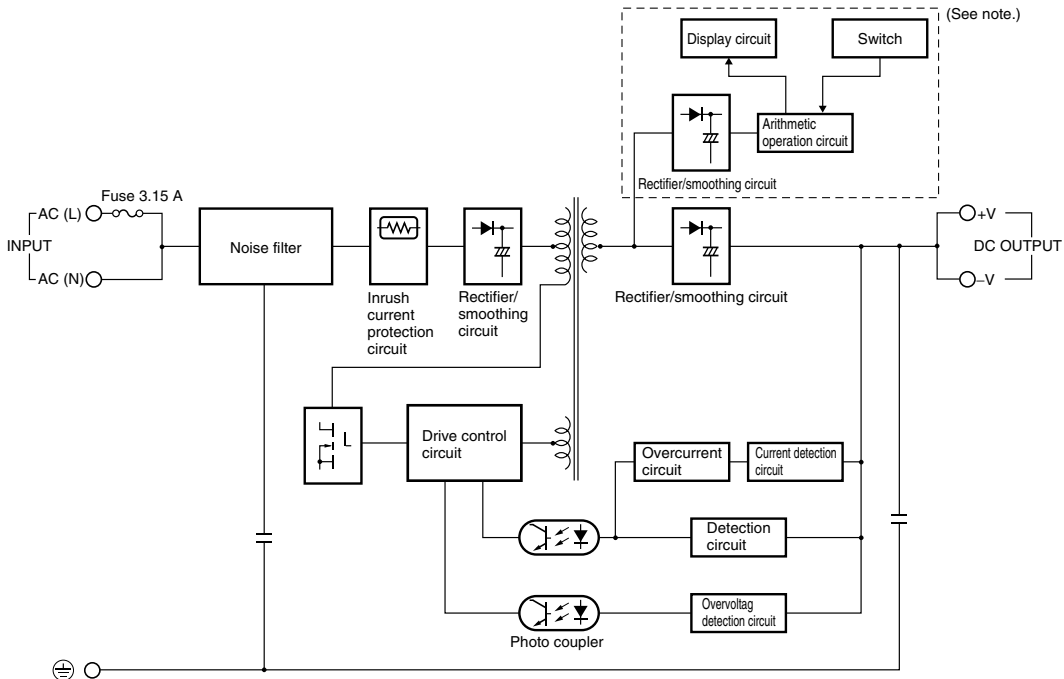 (See note.)
Display circuit
Switch
Arithmetic
operation circuit
Rectifier/smoothing circuit
Fuse 3.15 A
AC (L)
INPUT
AC (N)
Noise filter
Inrush
current
protection
circuit
Rectifier/
smoothing
circuit
Rectifier/smoothing circuit
+V
DC OUTPUT
–V
Drive control
circuit
Overcurrent
circuit
Current detection
circuit
Detection
circuit
Overvoltag
detection circuit
Photo coupler